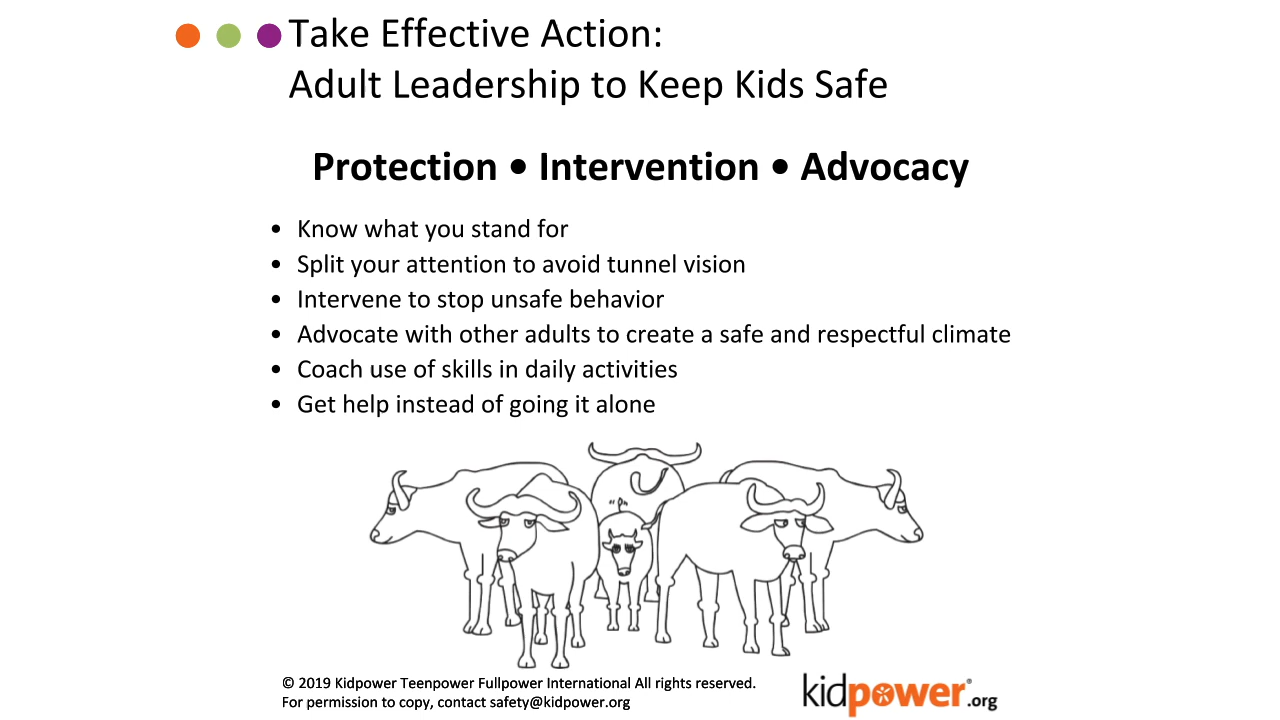 Take Effective Action:
Adult Leadership to Keep Kids Safe
Protection • Intervention • Advocacy
• Know what you stand for
• Split your attention to avoid tunnel vision
• Intervene to stop unsafe behavior
• Advocate with other adults to create a safe and respectful climate
• Coach use of skills in daily activities
• Get help instead of going it alone
© 2019 Kidpower Teenpower Fullpower International All rights reserved.
For permission to copy, contact safety@kidpower.org
kidpower®.org